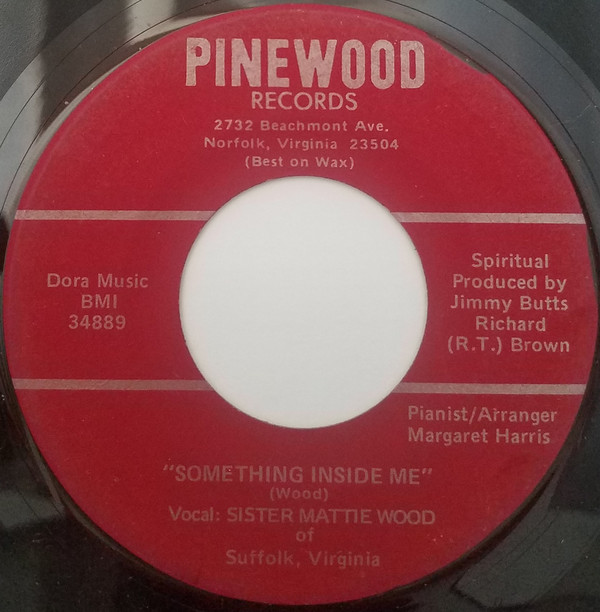 PINEWOOD
RECORDS
2732 Beachmont Ave.
Norfolk, Virginia 23504
(Best on Wax)
Dora Music
BMI
34889
Spiritual
Produced by
Jimmy Butts
Richard
(R.T.) Brown
Pianist/Arranger
Margaret Harris
"SOMETHING INSIDE ME"
(Wood)
Vocal: SISTER MATTIE WOOD
of
Suffolk, Virginia